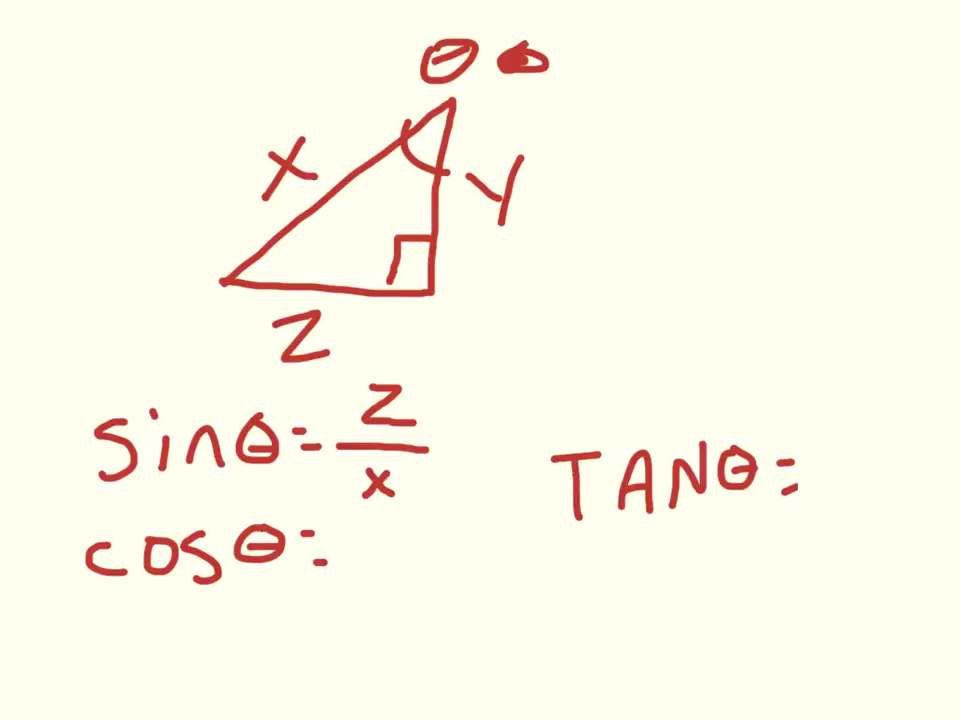 θ
X
Y
Z
sinθ = Z/x
cosθ =
TANθ =